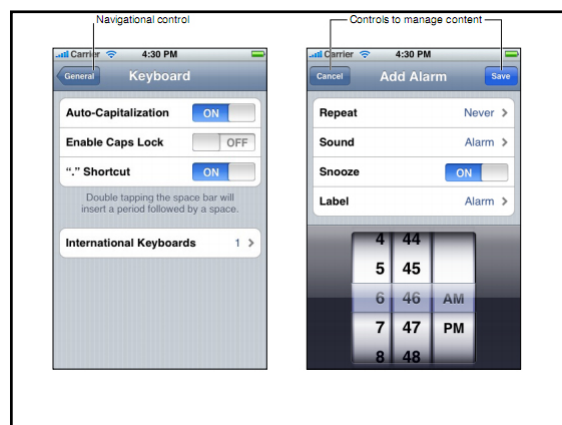 Navigational control
Controls to manage content
Carrier 4:30 PM
General Keyboard
Auto-Capitalization ON
Enable Caps Lock OFF
“.” Shortcut ON
Double tapping the space bar will
insert a period followed by a space.
International Keyboards 1 >
Carrier 4:30 PM
Cancel Add Alarm Save
Repeat Never >
Sound Alarm >
Snooze ON
Label Alarm >
4 44
5 45
6 46 AM
7 47 PM
8 48